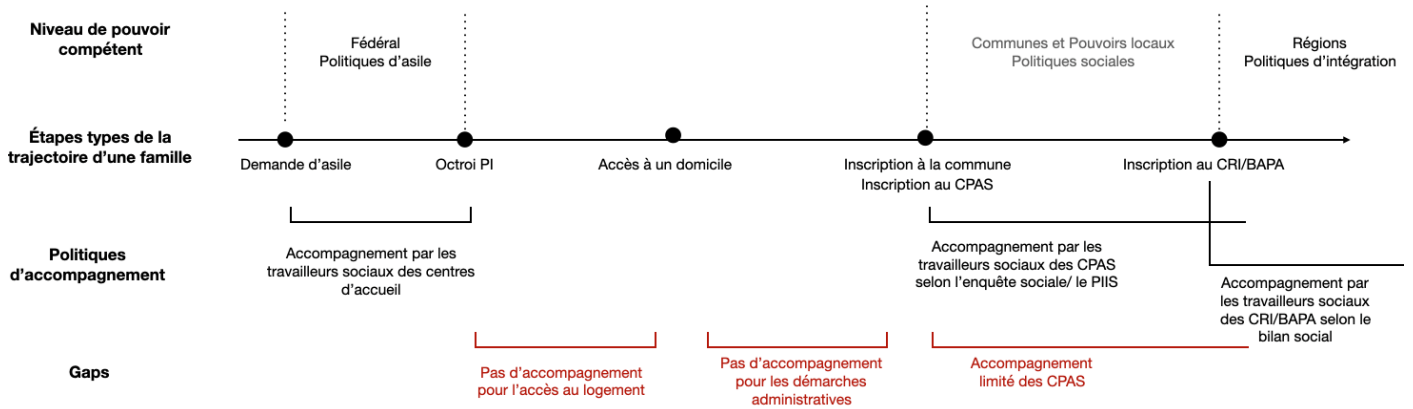 Niveau de pouvoir
compétent
Fédéral
Politiques d'asile
Communes et Pouvoirs locaux
Politiques sociales
Régions
Politiques d'intégration
Étapes types de la
trajectoire d'une famille
Demande d'asile
Octroi PI
Accès à un domicile
Inscription à la commune
Inscription au CPAS
Inscription au CRI/BAPA
Politiques
d'accompagnement
Accompagnement par les
travailleurs sociaux des centres
d'accueil
Accompagnement par les
travailleurs sociaux des CPAS
selon l'enquête sociale/ le PIIS
Accompagnement par
les travailleurs sociaux
des CRI/BAPA selon le
bilan social
Gaps
Pas d'accompagnement
pour l'accès au logement
Pas d'accompagnement
pour les démarches
administratives
Accompagnement
limité des CPAS